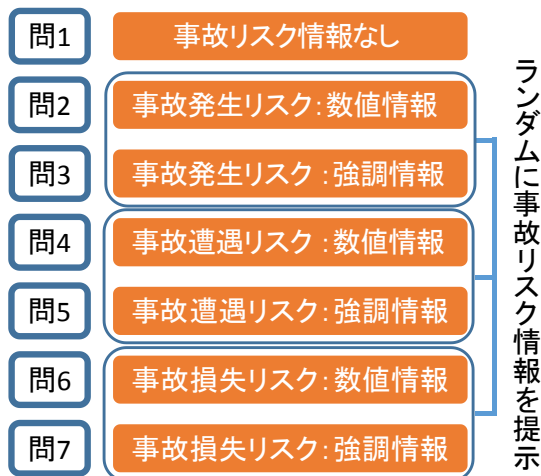 問1
事故リスク情報なし
問2
事故発生リスク：数値情報
問3
事故発生リスク：強調情報
問4
事故遭遇リスク：数値情報
問5
事故遭遇リスク：強調情報
問6
事故損失リスク：数値情報
問7
事故損失リスク：強調情報
ランダムに事故リスク情報を提示